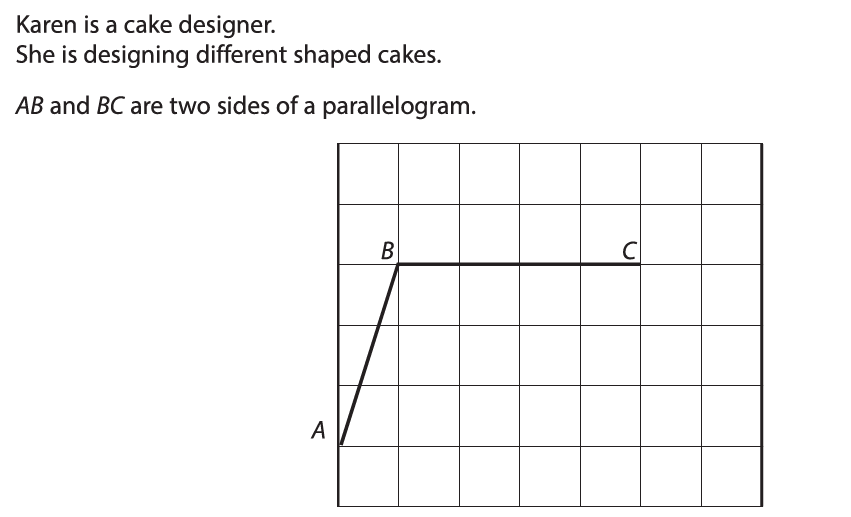 Karen is a cake designer.
She is designing different shaped cakes.
AB and BC are two sides of a parallelogram.
B
C
A